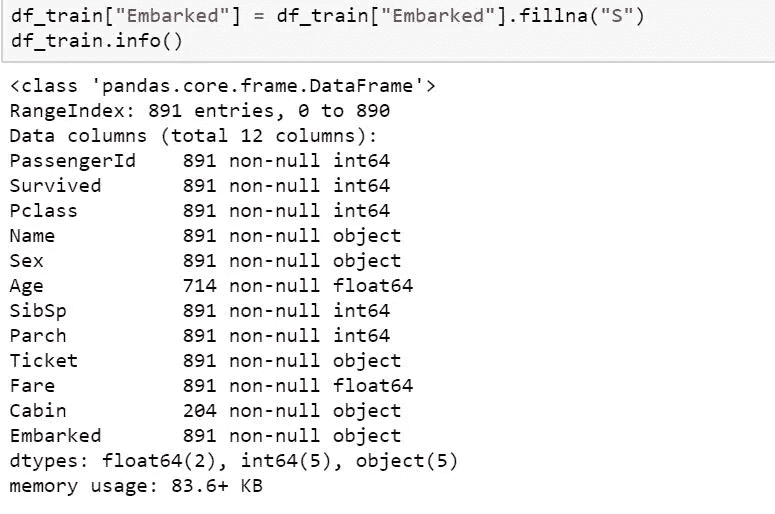 df_train["Embarked"] = df_train["Embarked"].fillna("S")
df_train.info()
<class 'pandas.core.frame.DataFrame'>
RangeIndex: 891 entries, 0 to 890
Data columns (total 12 columns):
PassengerId    891 non-null int64
Survived       891 non-null int64
Pclass         891 non-null int64
Name           891 non-null object
Sex            891 non-null object
Age            714 non-null float64
SibSp          891 non-null int64
Parch          891 non-null int64
Ticket         891 non-null object
Fare           891 non-null float64
Cabin          204 non-null object
Embarked       891 non-null object
dtypes: float64(2), int64(5), object(5)
memory usage: 83.6+ KB